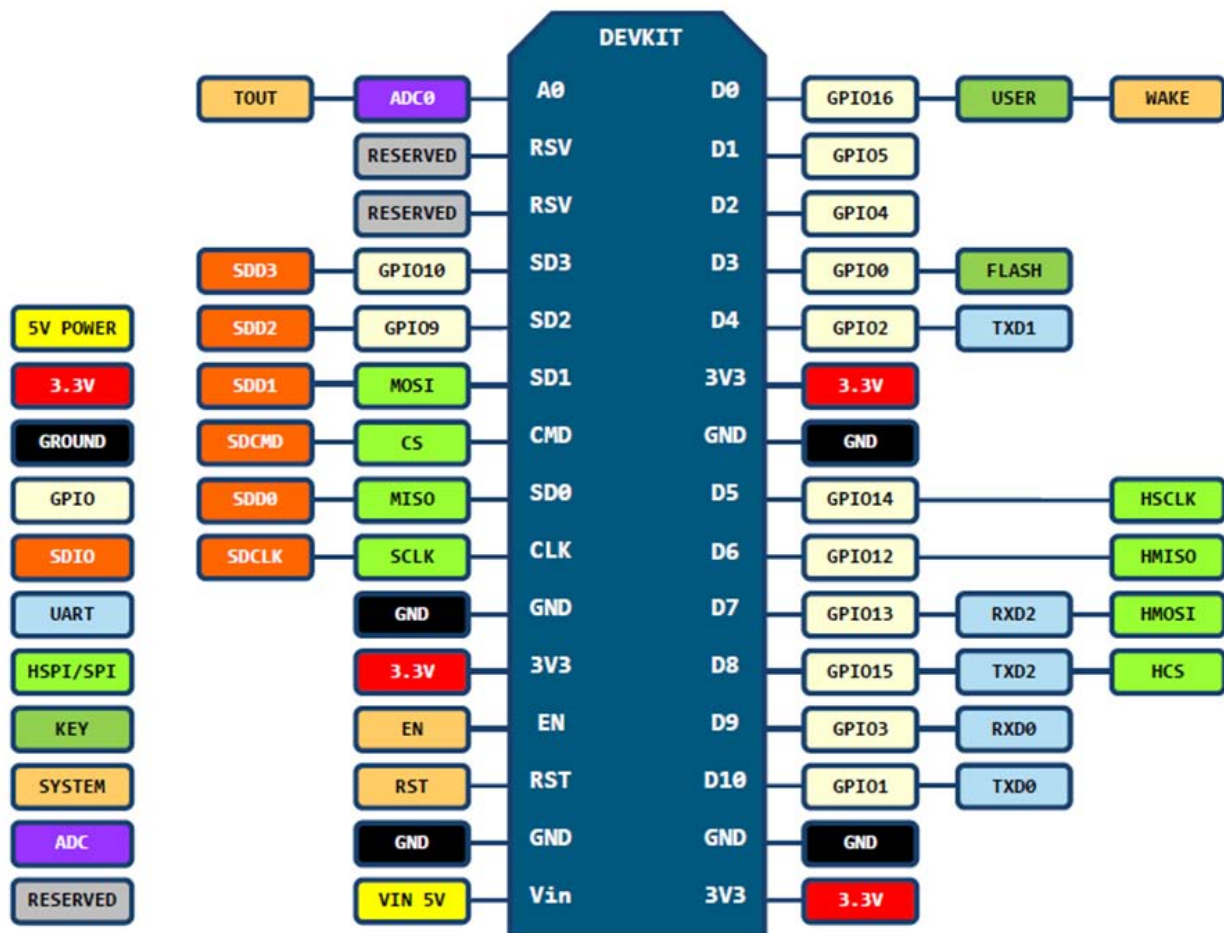 DEVKIT
TOUT ADC0 A0 D0 GPIO16 USER WAKE
RESERVED RSV D1 GPIO5
RESERVED RSV D2 GPIO4
SDD3 GPIO10 SD3 D3 GPIO0 FLASH
5V POWER SDD2 GPIO9 SD2 D4 GPIO2 TXD1
3.3V SDD1 MOSI SD1 3V3 3.3V
GROUND SDCMD CS CMD GND GND
GPIO SDD0 MISO SD0 D5 GPIO14 HSCLK
SDIO SDCLK SCLK CLK D6 GPIO12 HMISO
UART GND GND D7 GPIO13 RXD2 HMOSI
HSPI/SPI 3.3V 3V3 D8 GPIO15 TXD2 HCS
KEY EN EN D9 GPIO3 RXD0
SYSTEM RST RST D10 GPIO1 TXD0
ADC GND GND GND GND
RESERVED VIN 5V Vin 3V3 3.3V